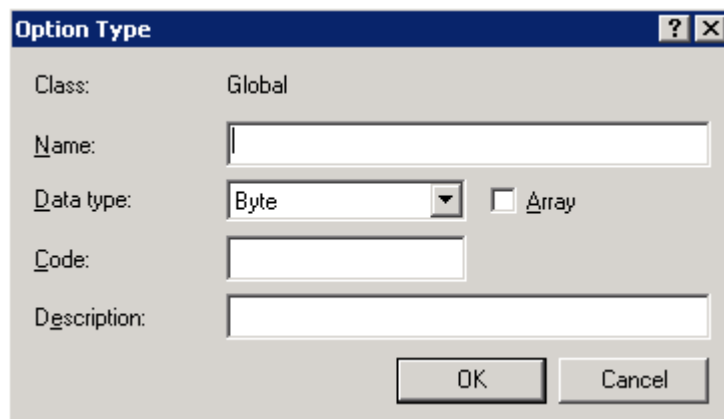 Option Type
Class: Global
Name:
Data type: Byte Array
Code:
Description:
OK Cancel